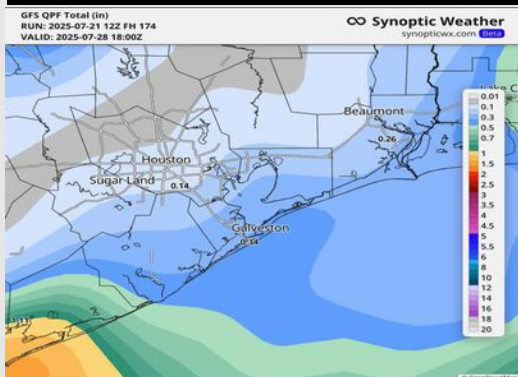 GFS QPF Total (in)
RUN: 2025-07-21 12Z FH 174
VALID: 2025-07-28 18:00Z
Synoptic Weather
synopticwx.com Beta
Lake C
Beaumont
0.26
Houston
Sugar Land
0.14
Galveston
0.34
0.01
0.1
0.3
0.5
0.7
1
1.5
2
2.5
3
3.5
4
4.5
5
5.5
6
8
10
12
14
16
18
20